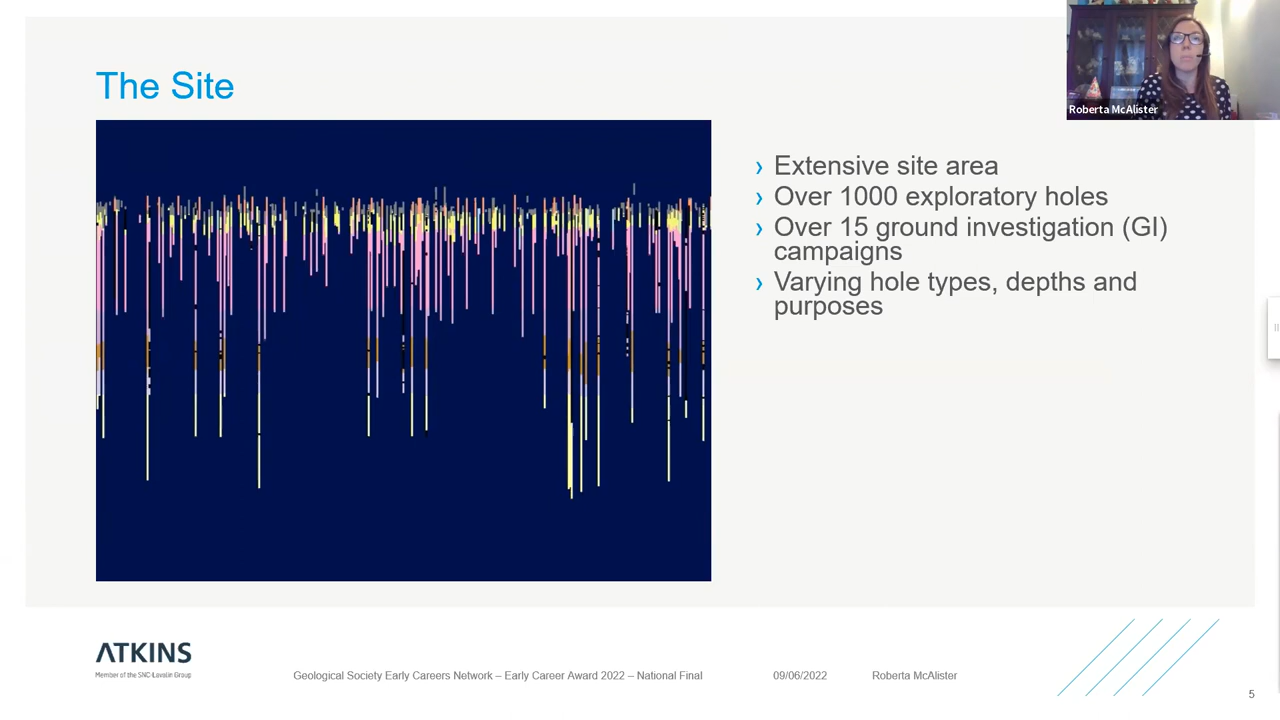 The Site
Roberta McAlister
› Extensive site area
› Over 1000 exploratory holes
› Over 15 ground investigation (GI)
campaigns
› Varying hole types, depths and
purposes
ATKINS
Member of the SNC-Lavalin Group
Geological Society Early Careers Network – Early Career Award 2022 – National Final
09/06/2022
Roberta McAlister
5